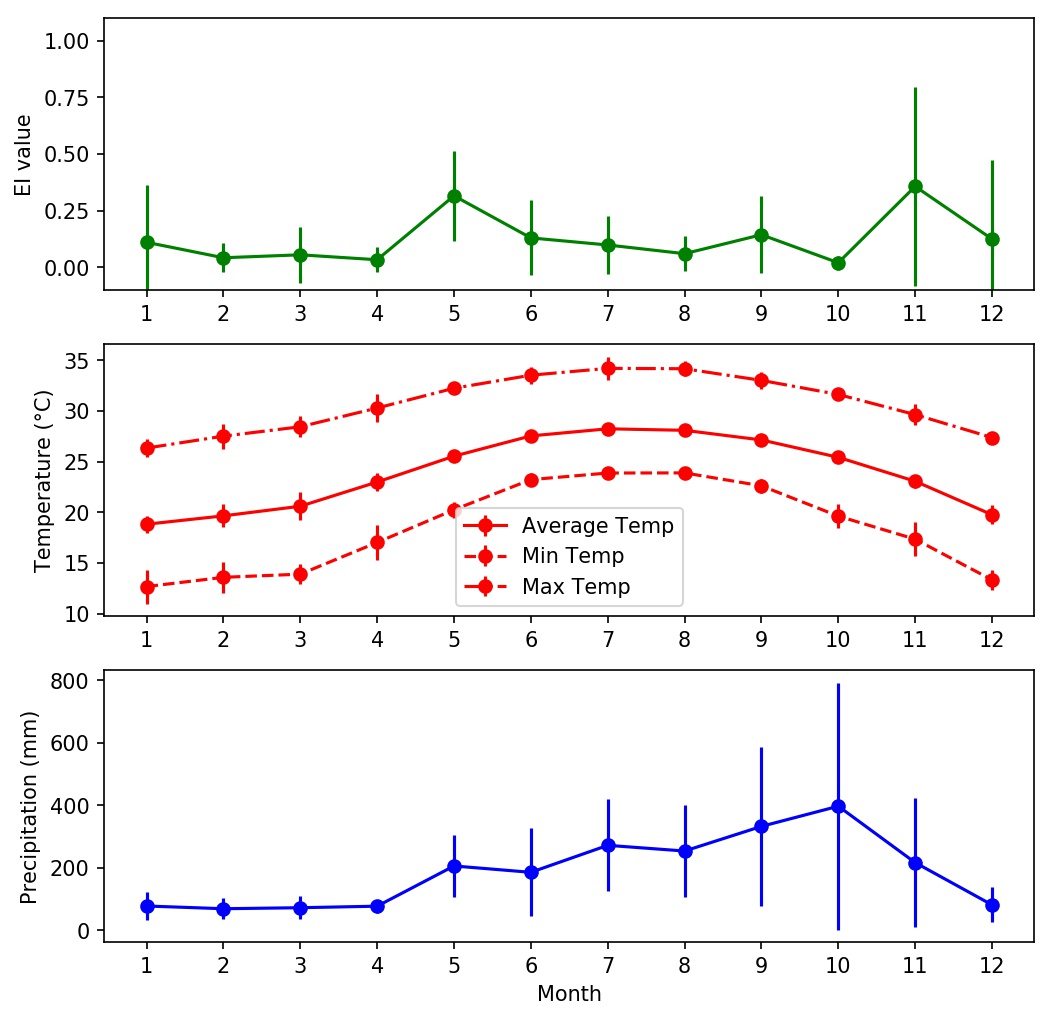 1.00
0.75
0.50
0.25
0.00
EI value
1 2 3 4 5 6 7 8 9 10 11 12
35
30
25
20
15
10
Temperature (°C)
Average Temp
Min Temp
Max Temp
1 2 3 4 5 6 7 8 9 10 11 12
800
600
400
200
0
Precipitation (mm)
1 2 3 4 5 6 7 8 9 10 11 12
Month